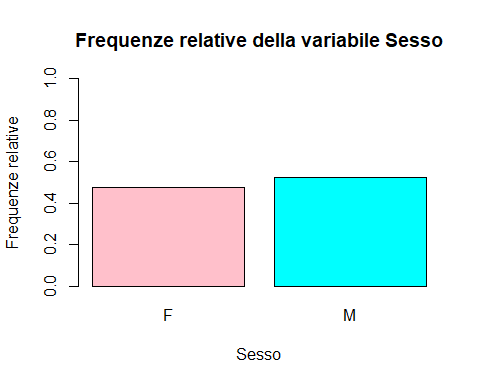 Frequenze relative della variabile Sesso
Frequenze relative
1.0
0.8
0.6
0.4
0.2
0.0
F
M
Sesso